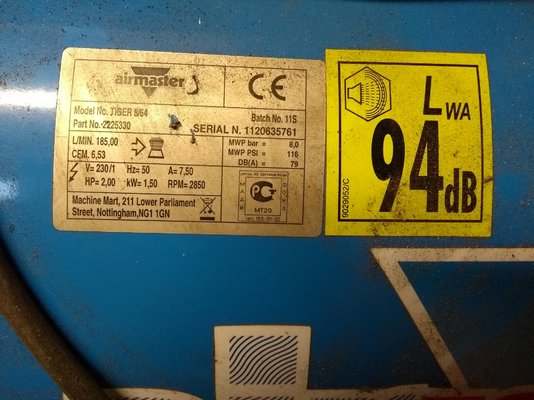 airmaster
CE
Model No. TIGER 8/64
Batch No. 11S
Part No. 2225330
SERIAL N. 1120635761
L/MIN. 185,00
CFM. 6,53
MWP bar = 8,0
MWP PSI = 116
DB(A) = 79
V= 230/1 Hz= 50 A= 7,50
HP= 2,00 kW= 1,50 RPM= 2850
Machine Mart, 211 Lower Parliament
Street, Nottingham,NG1 1GN
МТ20
LWA
94dB
9029052/C